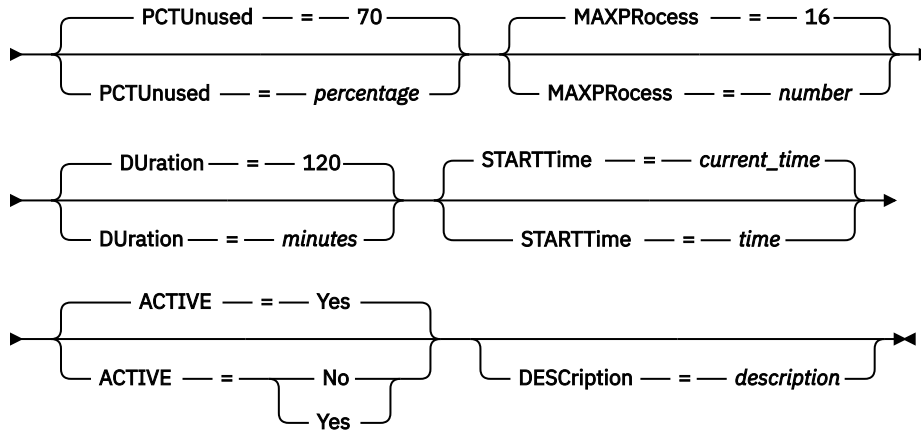 PCTUnused = 70 MAXPRocess = 16
PCTUnused = percentage MAXPRocess = number
DUration = 120 STARTTime = current_time
DUration = minutes STARTTime = time
ACTIVE = Yes
ACTIVE = No DESCription = description
Yes